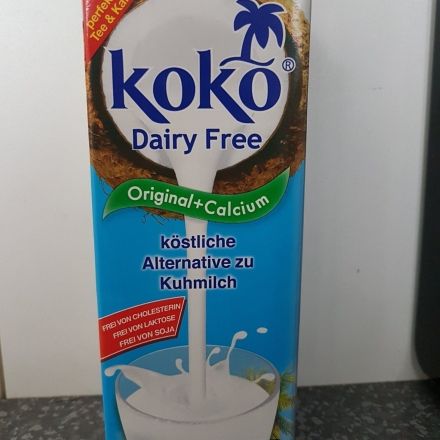 Tee &
koko®
Dairy Free
Original+Calcium
köstliche
Alternative zu
Kuhmilch
FREI VON CHOLESTERIN
FREI VON LAKTOSE
FREI VON SOJA